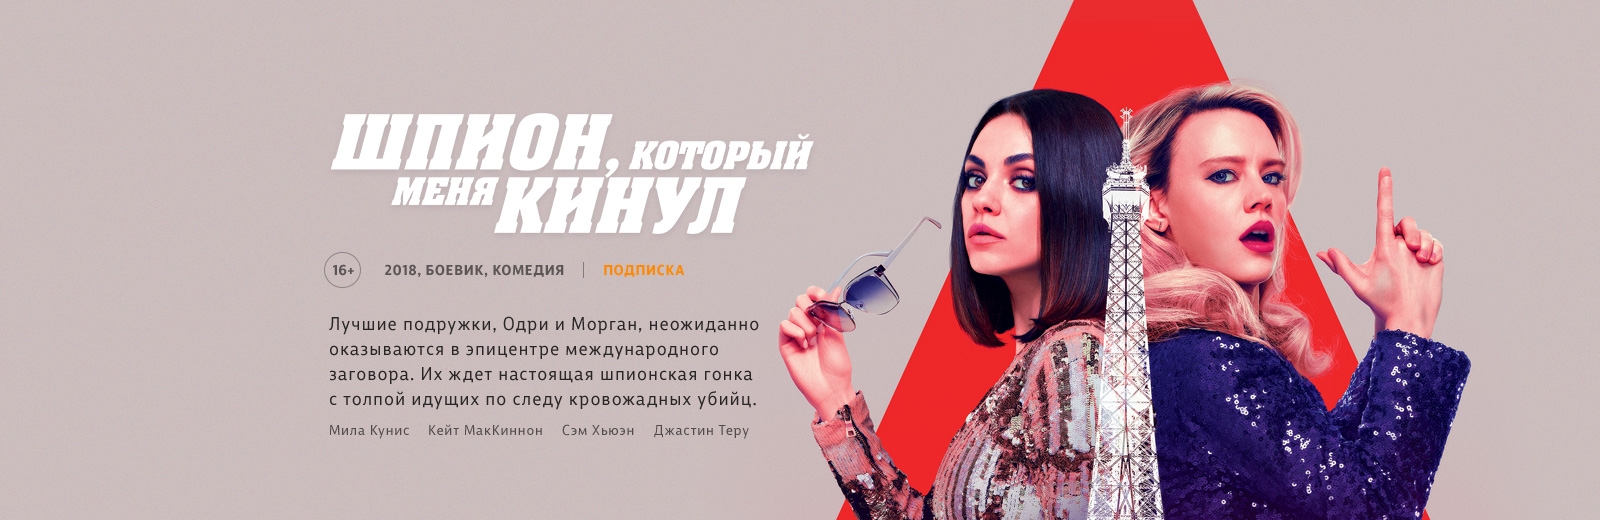 ШПИОН, КОТОРЫЙ
МЕНЯ КИНУЛ
16+ 2018, БОЕВИК, КОМЕДИЯ | ПОДПИСКА
Лучшие подружки, Одри и Морган, неожиданно
оказываются в эпицентре международного
заговора. Их ждет настоящая шпионская гонка
с толпой идущих по следу кровожадных убийц.
Мила Кунис Кейт МакКиннон Сэм Хьюэн Джастин Теру